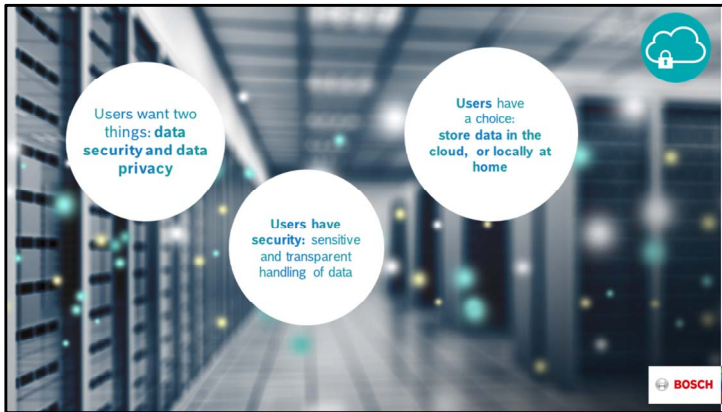 Users want two
things: data
security and data
privacy
Users have
security: sensitive
and transparent
handling of data
Users have
a choice:
store data in the
cloud, or locally at
home
BOSCH